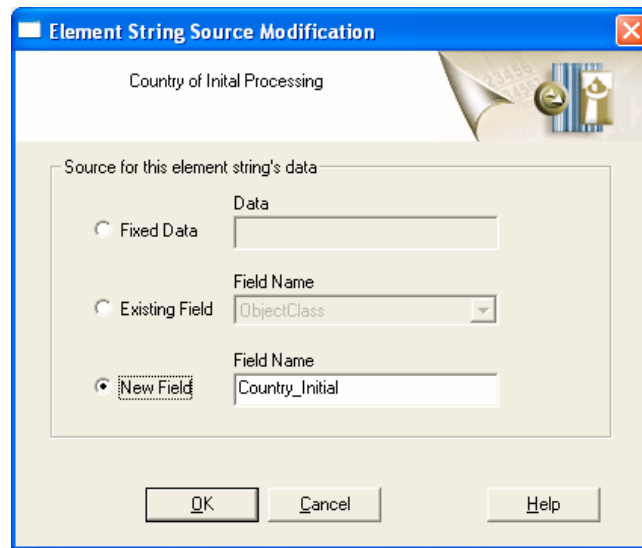 Element String Source Modification
Country of Inital Processing
Source for this element string's data
Data
Fixed Data
Field Name
Existing Field
ObjectClass
Field Name
New Field
Country_Initial
OK
Cancel
Help